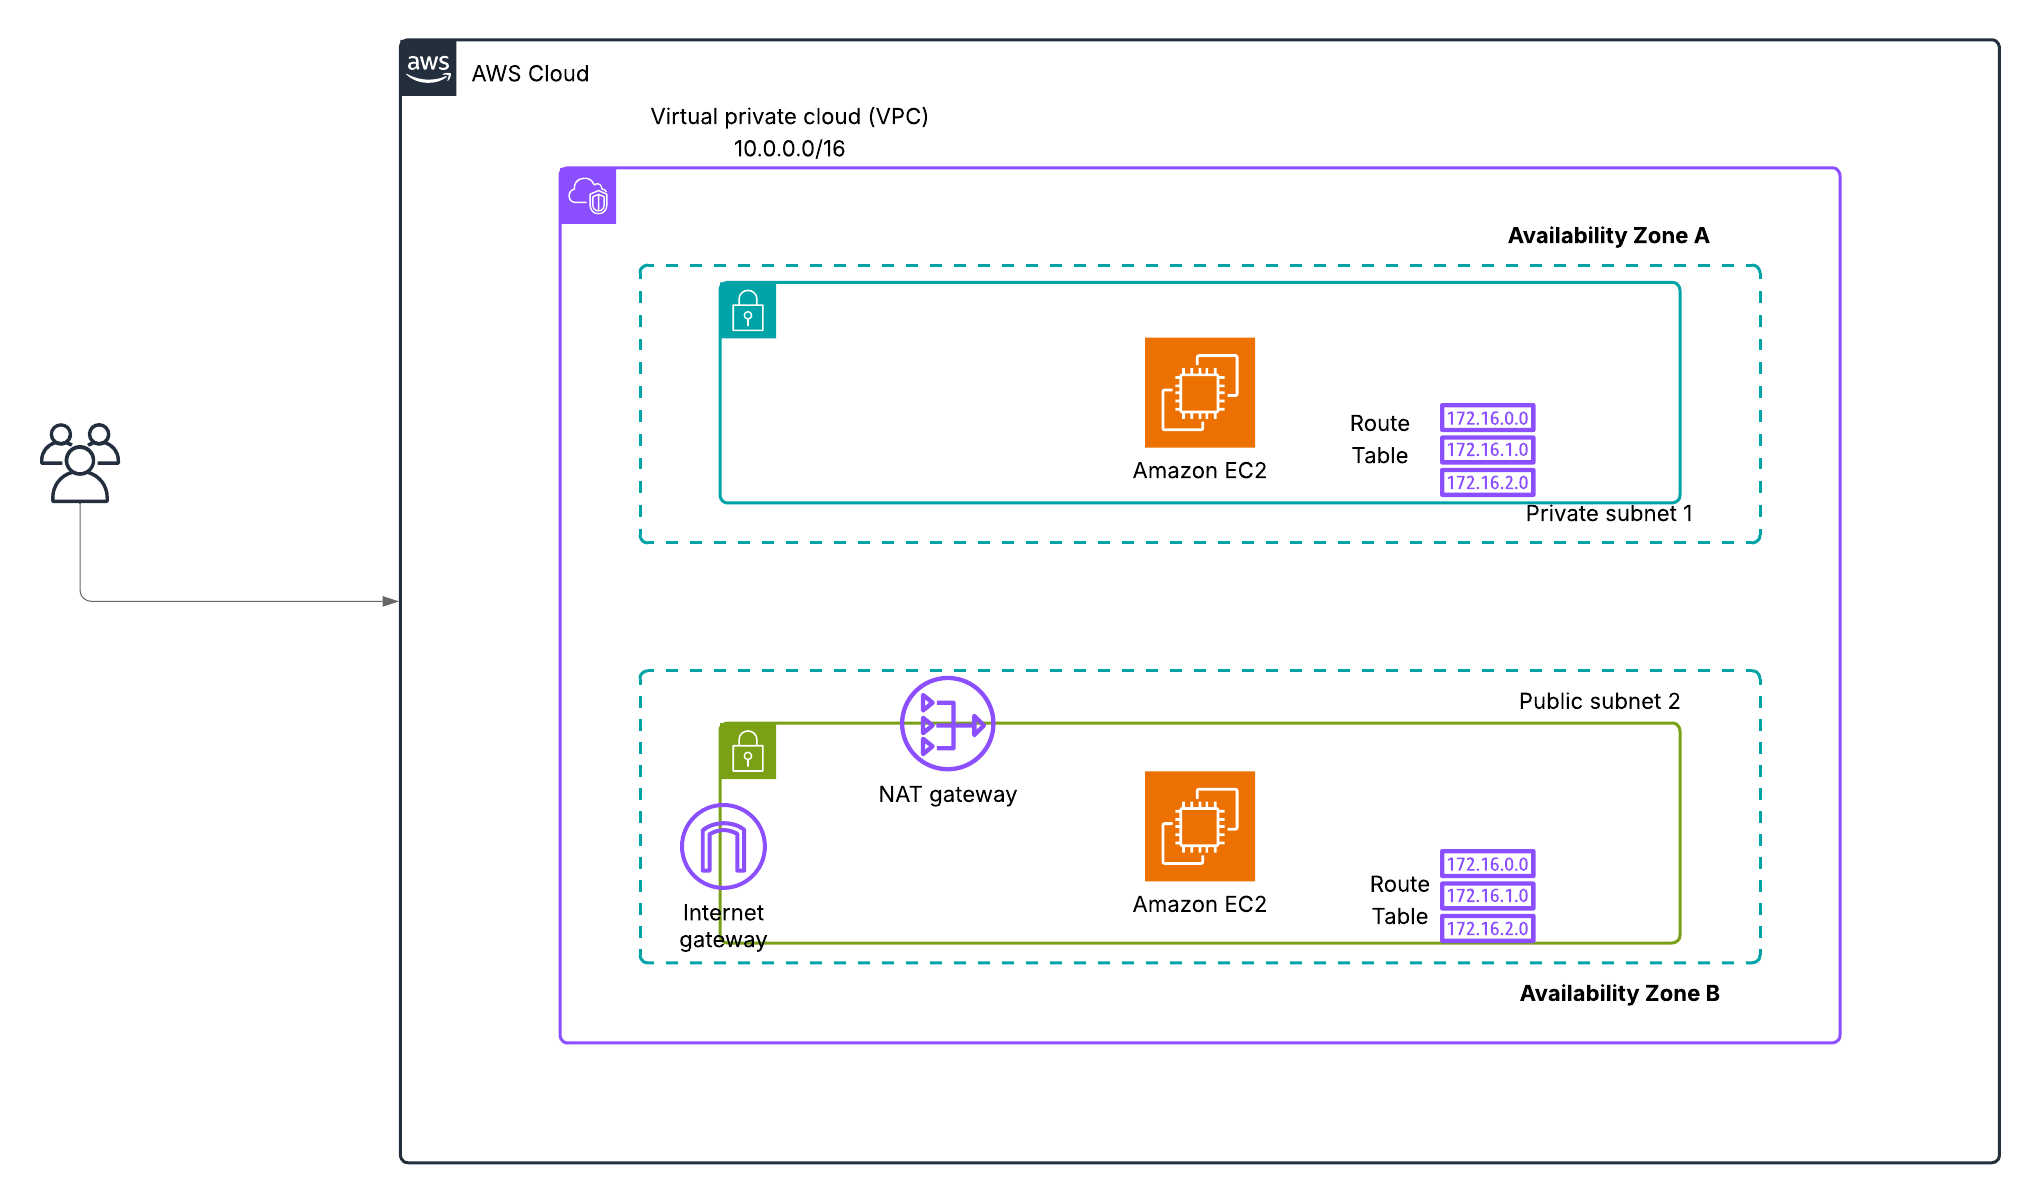 aws
AWS Cloud
Virtual private cloud (VPC)
10.0.0.0/16
Availability Zone A
Amazon EC2
Route
Table
172.16.0.0
172.16.1.0
172.16.2.0
Private subnet 1
Public subnet 2
NAT gateway
Internet
gateway
Amazon EC2
Route
Table
172.16.0.0
172.16.1.0
172.16.2.0
Availability Zone B